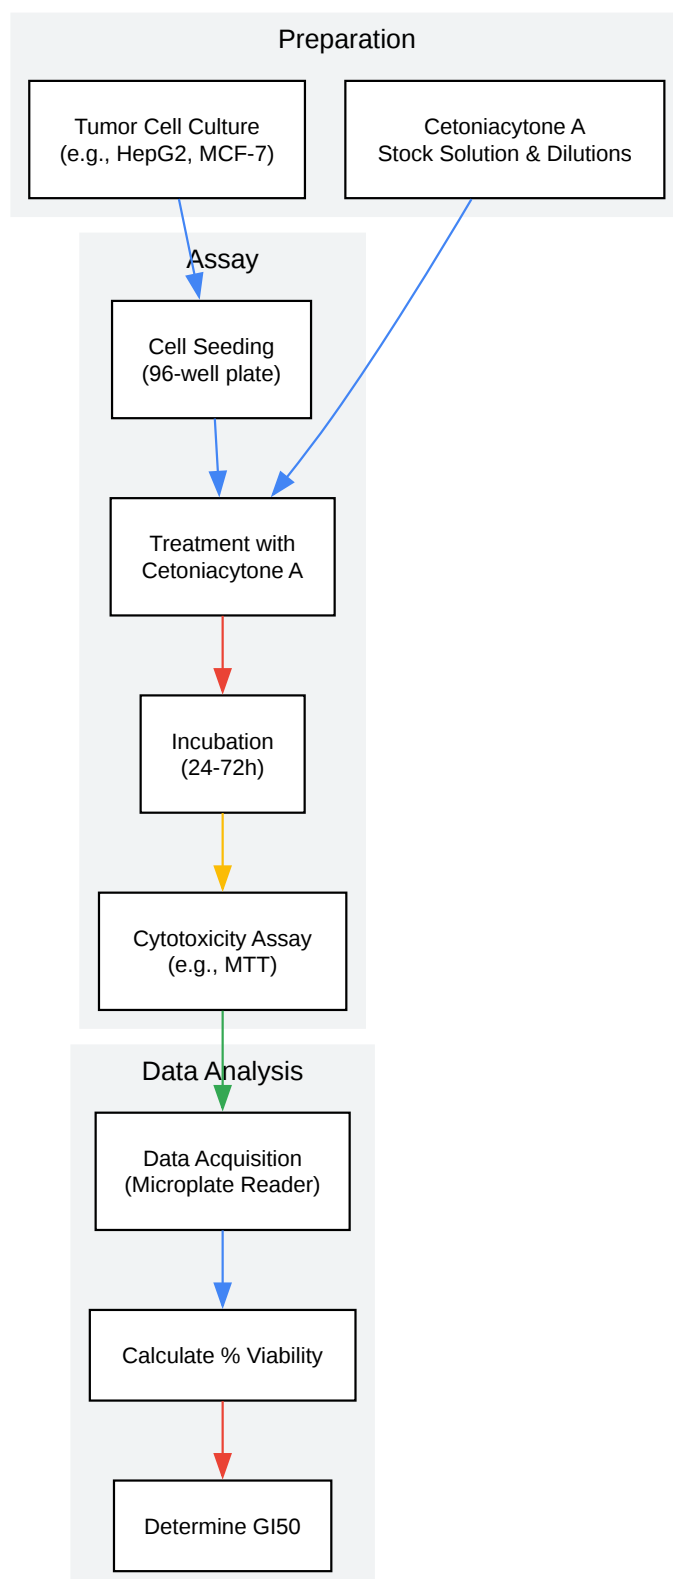 Preparation
Tumor Cell Culture
(e.g., HepG2, MCF-7)
Cetoniacytone A
Stock Solution & Dilutions
Assay
Cell Seeding
(96-well plate)
Treatment with
Cetoniacytone A
Incubation
(24-72h)
Cytotoxicity Assay
(e.g., MTT)
Data Analysis
Data Acquisition
(Microplate Reader)
Calculate % Viability
Determine GI50